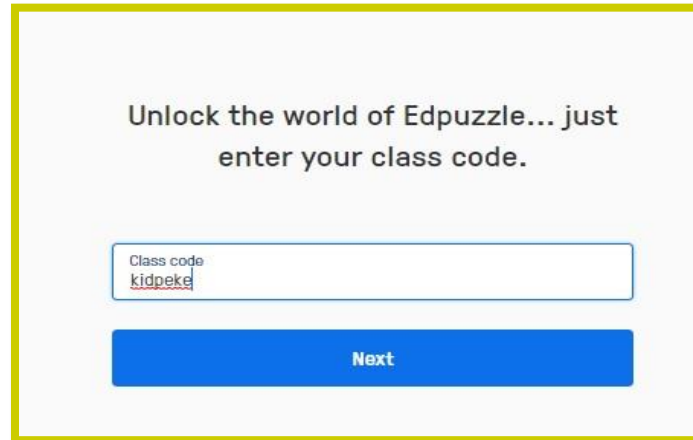 Unlock the world of Edpuzzle... just
enter your class code.
Class code
kidpeke
Next